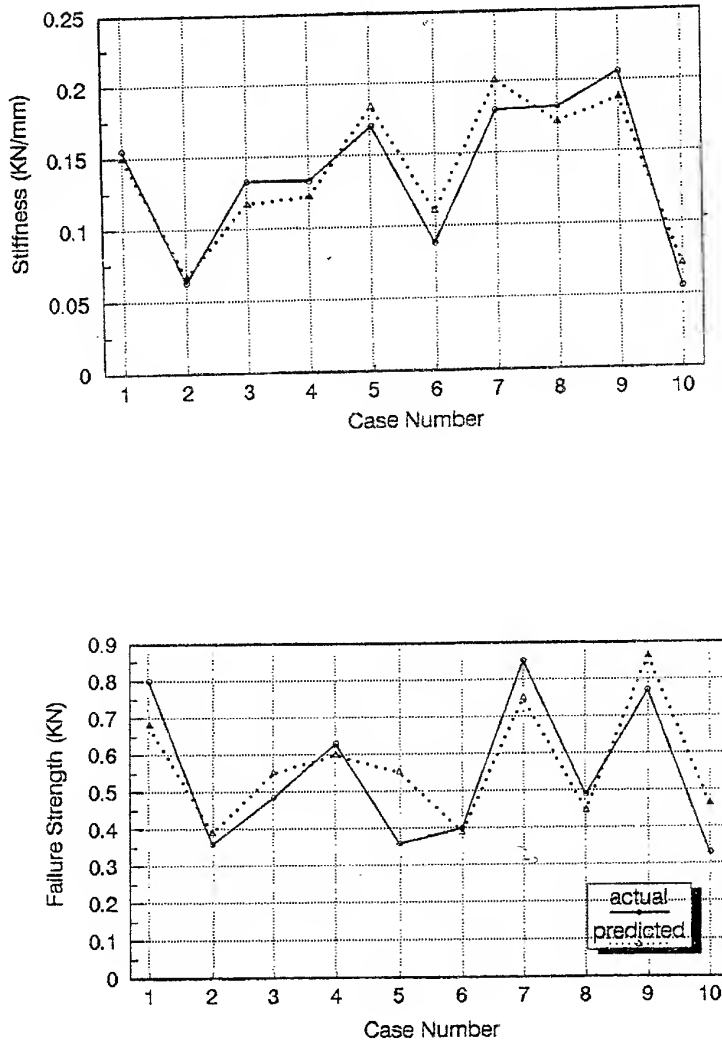 0.25
0.2
0.15
0.1
0.05
0
Stiffness (KN/mm)
1 2 3 4 5 6 7 8 9 10
Case Number
0.9
0.8
0.7
0.6
0.5
0.4
0.3
0.2
0.1
0
Failure Strength (KN)
actual
predicted
1 2 3 4 5 6 7 8 9 10
Case Number